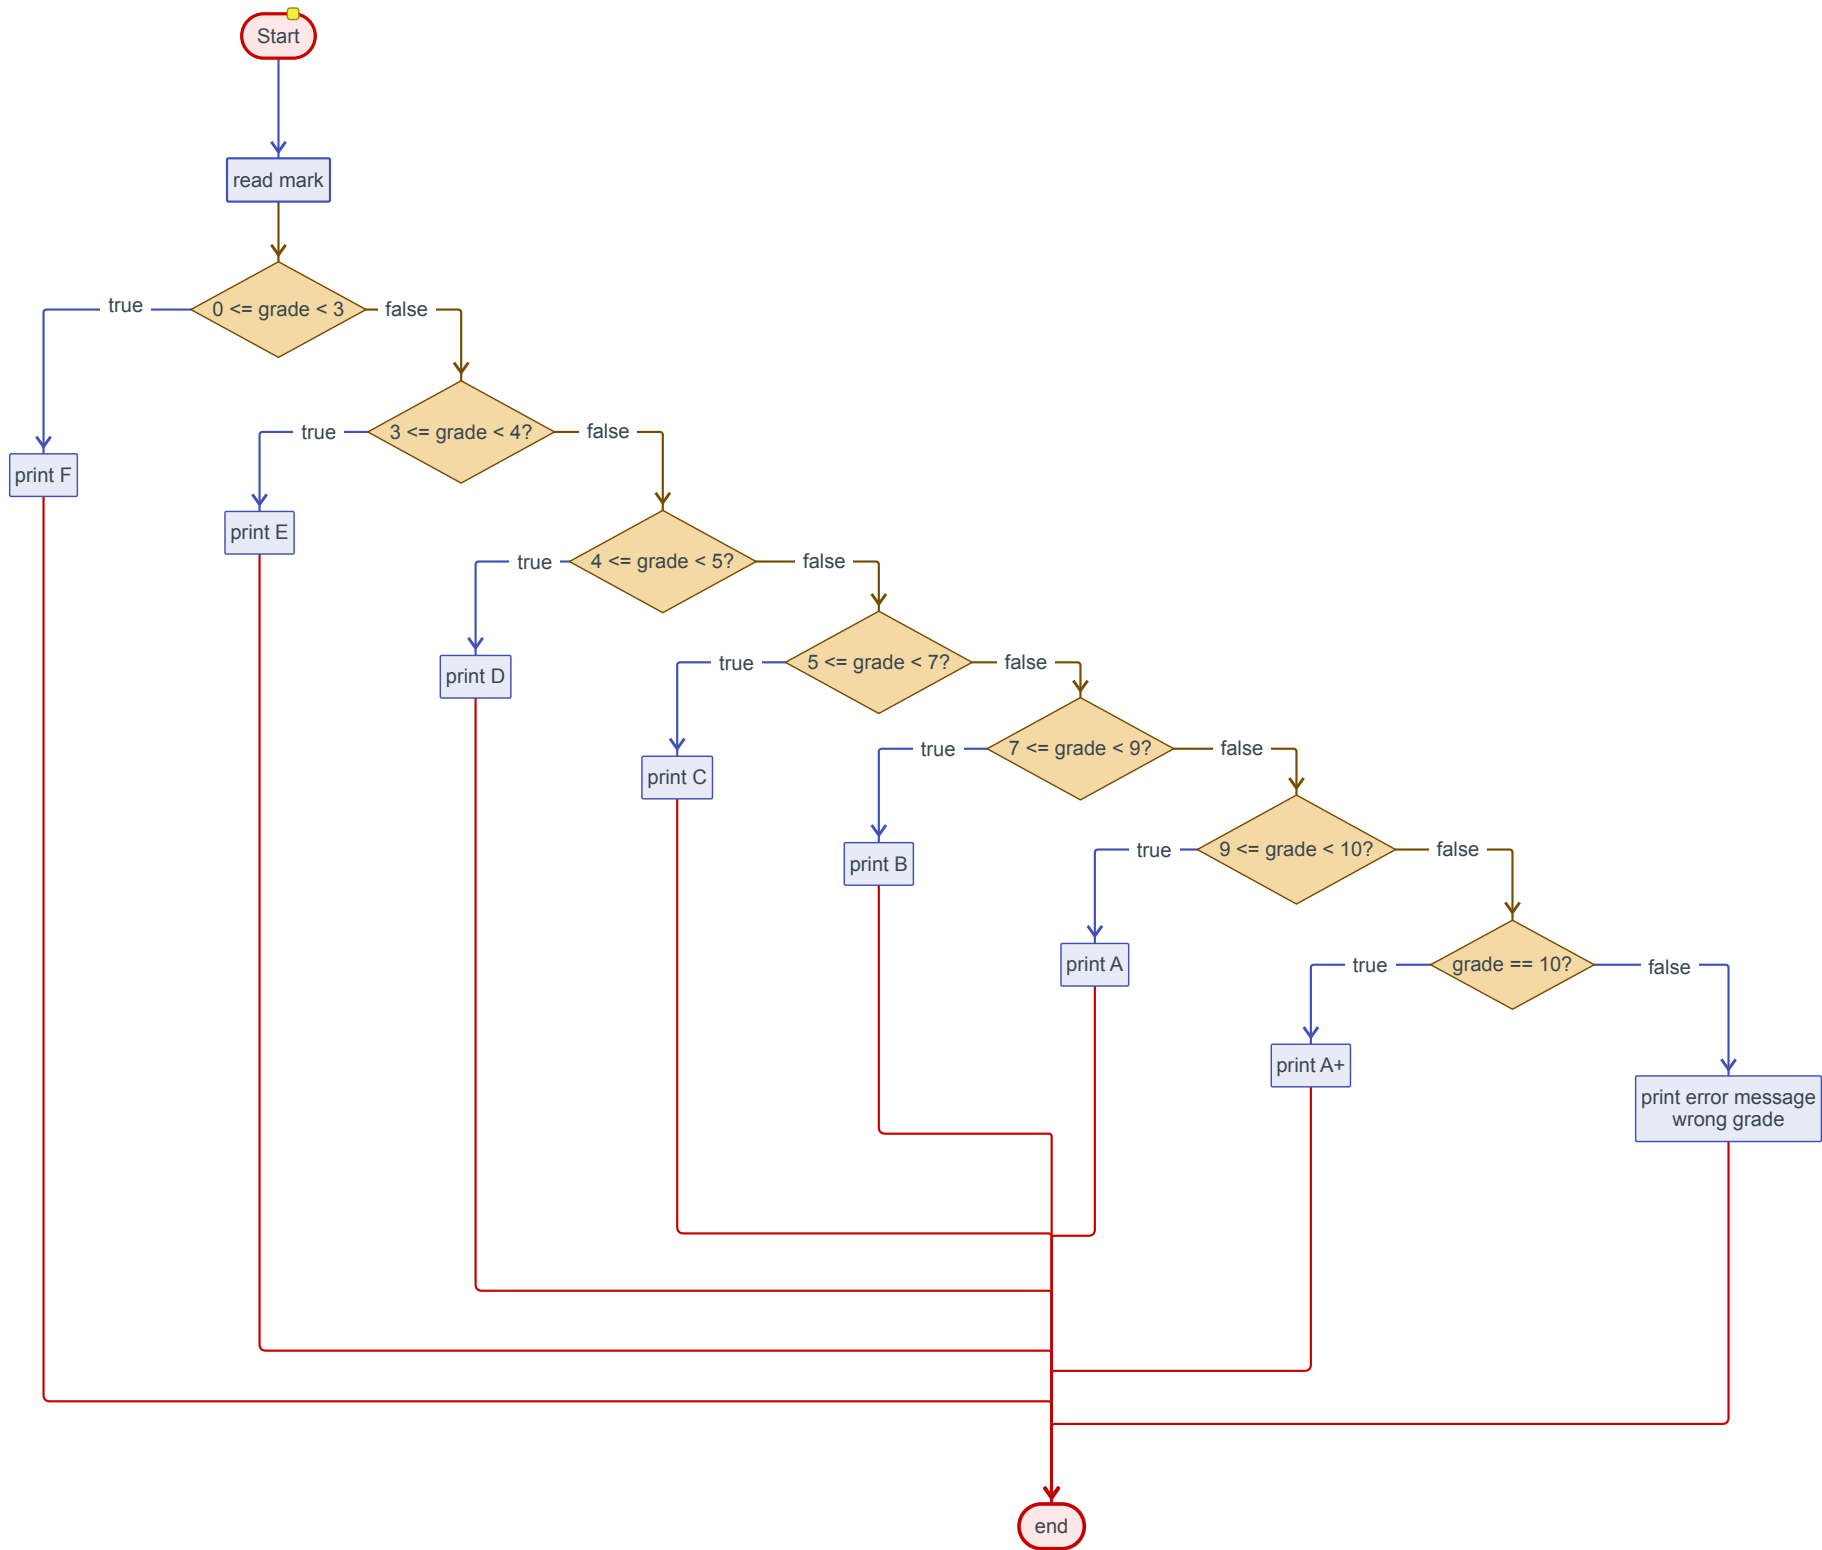 Start
read mark
0 <= grade < 3
true
false
3 <= grade < 4?
true
false
print F
print E
4 <= grade < 5?
true
false
print D
5 <= grade < 7?
true
false
print C
7 <= grade < 9?
true
false
print B
9 <= grade < 10?
true
false
print A
grade == 10?
true
false
print A+
print error message
wrong grade
end